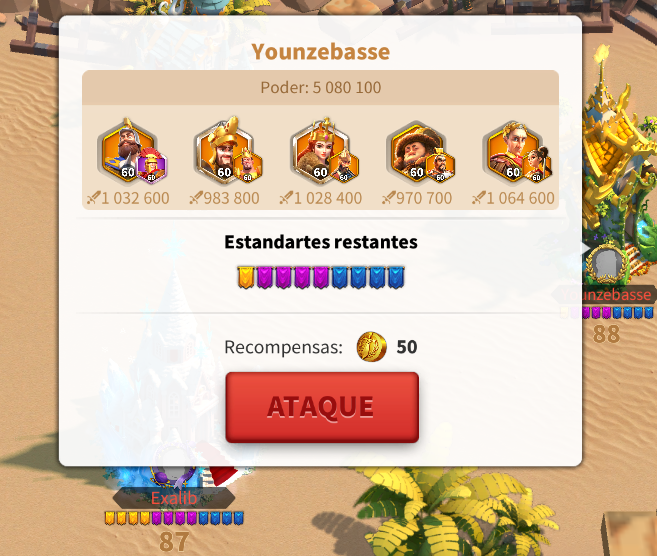 Younzebasse
Poder: 5 080 100
60 60 60 60 60 60 60 60 60 60
1 032 600 983 800 1 028 400 970 700 1 064 600
Estandartes restantes
Younzebasse
88
Recompensas: 50
ATAQUE
Exalib
87